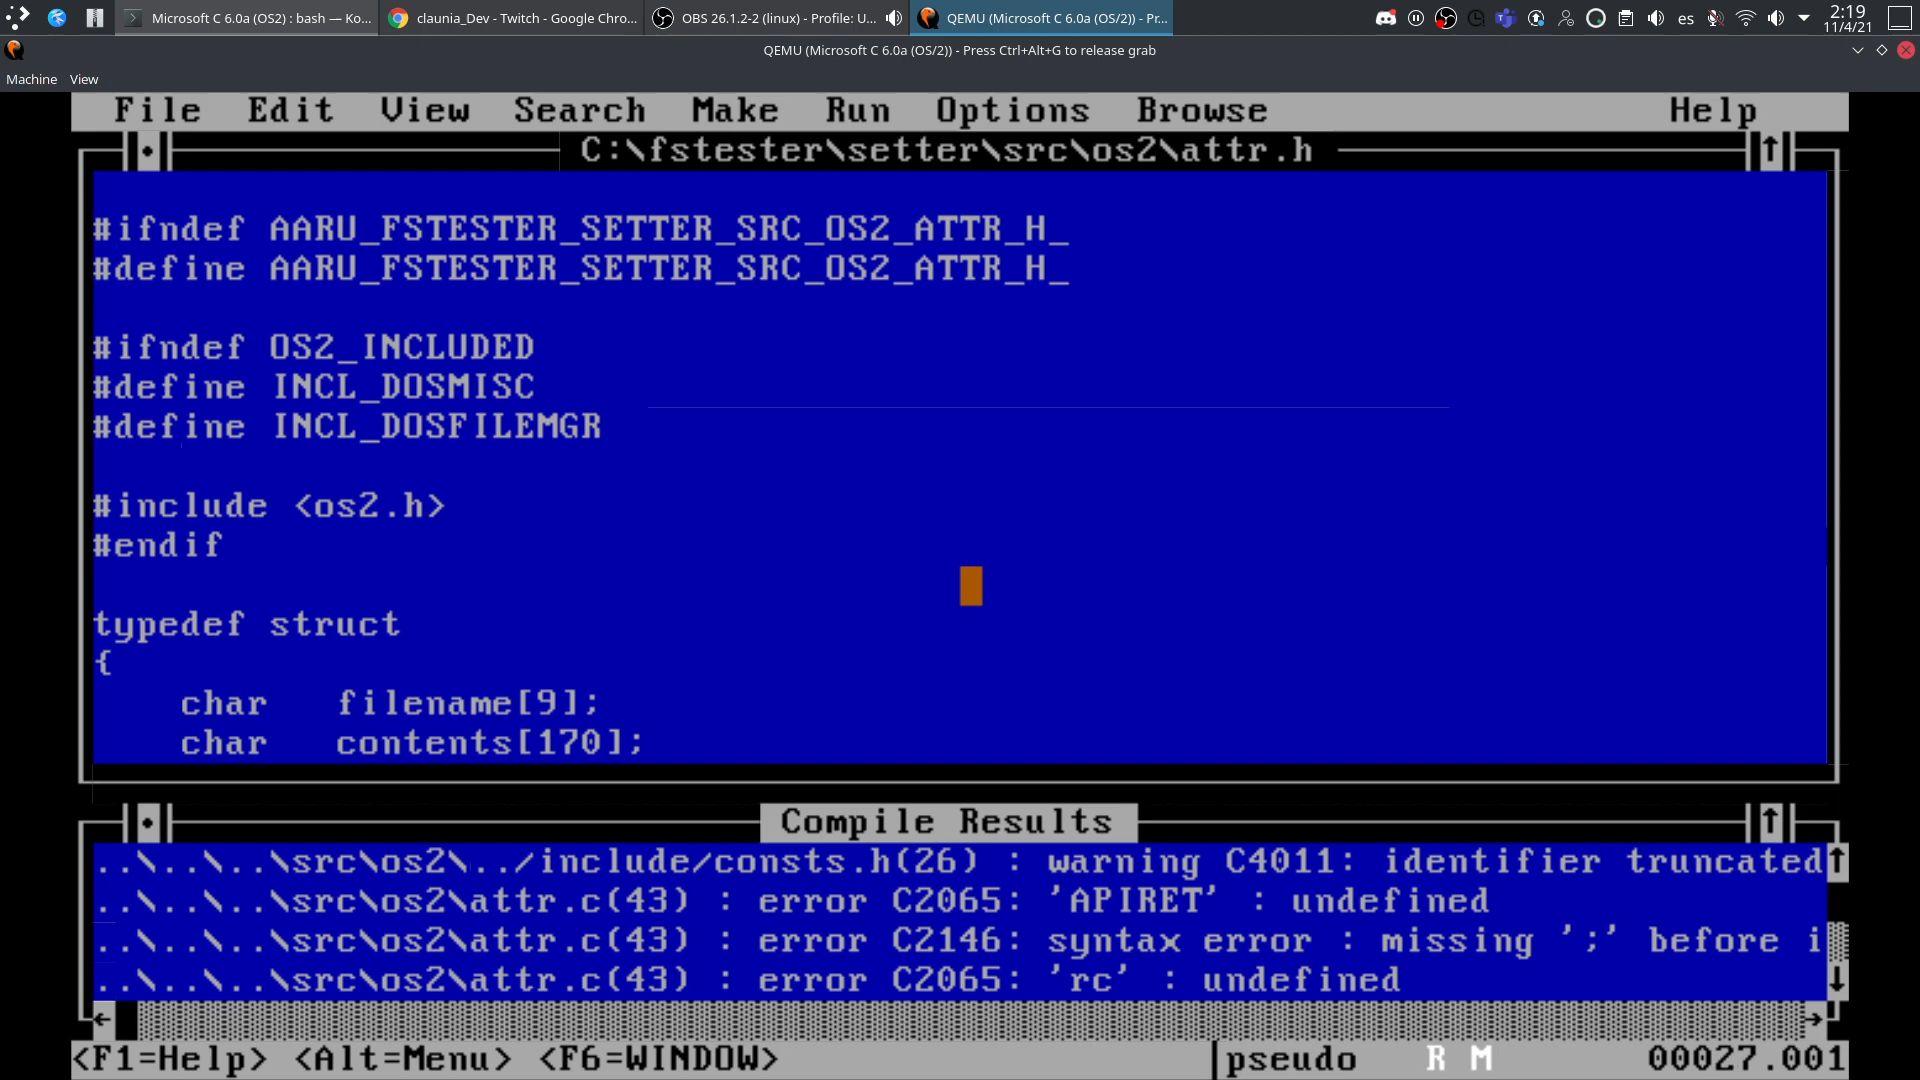 Microsoft C 6.0a (OS2) : bash — Ko...
claunia_Dev - Twitch - Google Chro...
OBS 26.1.2-2 (linux) - Profile: U...
QEMU (Microsoft C 6.0a (OS/2)) - Pr...
es
2:19
11/4/21
QEMU (Microsoft C 6.0a (OS/2)) - Press Ctrl+Alt+G to release grab
Machine View
File Edit View Search Make Run Options Browse Help
C:\fstester\setter\src\os2\attr.h
#ifndef AARU_FSTESTER_SETTER_SRC_OS2_ATTR_H_
#define AARU_FSTESTER_SETTER_SRC_OS2_ATTR_H_
#ifndef OS2_INCLUDED
#define INCL_DOSMISC
#define INCL_DOSFILEMGR
#include <os2.h>
#endif
typedef struct
{
char filename[9];
char contents[170];
Compile Results
..\..\..\src\os2\../include/consts.h(26) : warning C4011: identifier truncated
..\..\..\src\os2\attr.c(43) : error C2065: 'APIRET' : undefined
..\..\..\src\os2\attr.c(43) : error C2146: syntax error : missing ';' before i
..\..\..\src\os2\attr.c(43) : error C2065: 'rc' : undefined
<F1=Help> <Alt=Menu> <F6=WINDOW> pseudo R M 00027.001